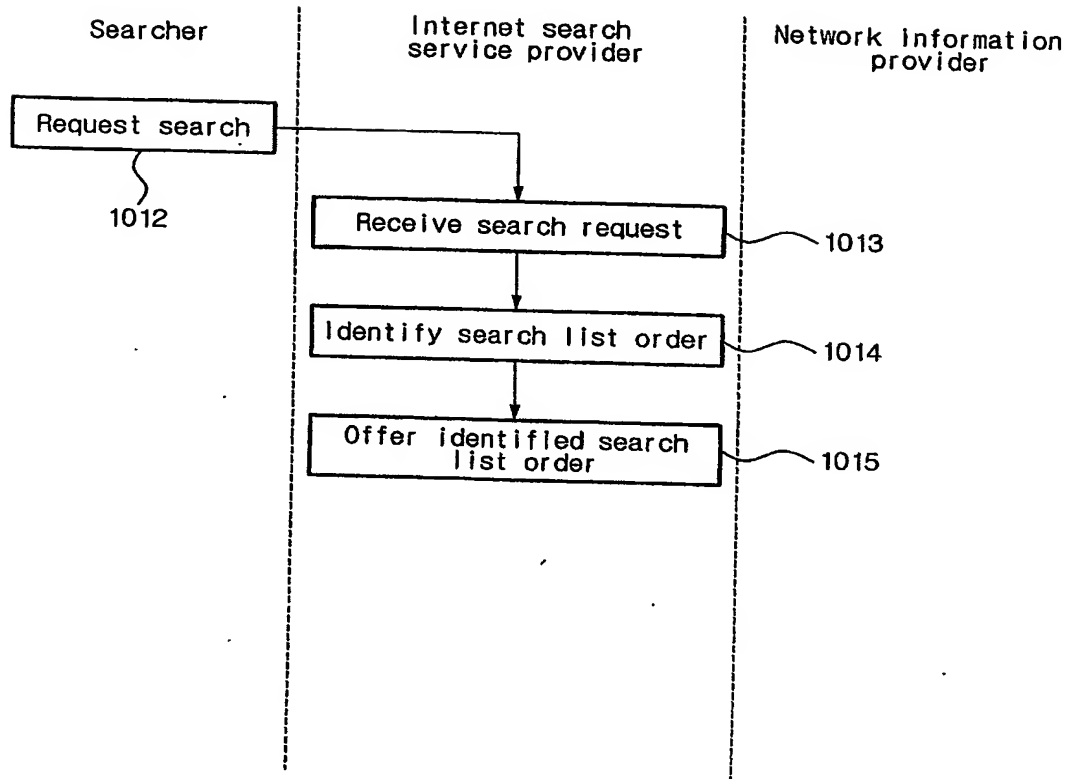 Searcher
Internet search
service provider
Network information
provider
Request search
1012
Receive search request
1013
Identify search list order
1014
Offer identified search
list order
1015